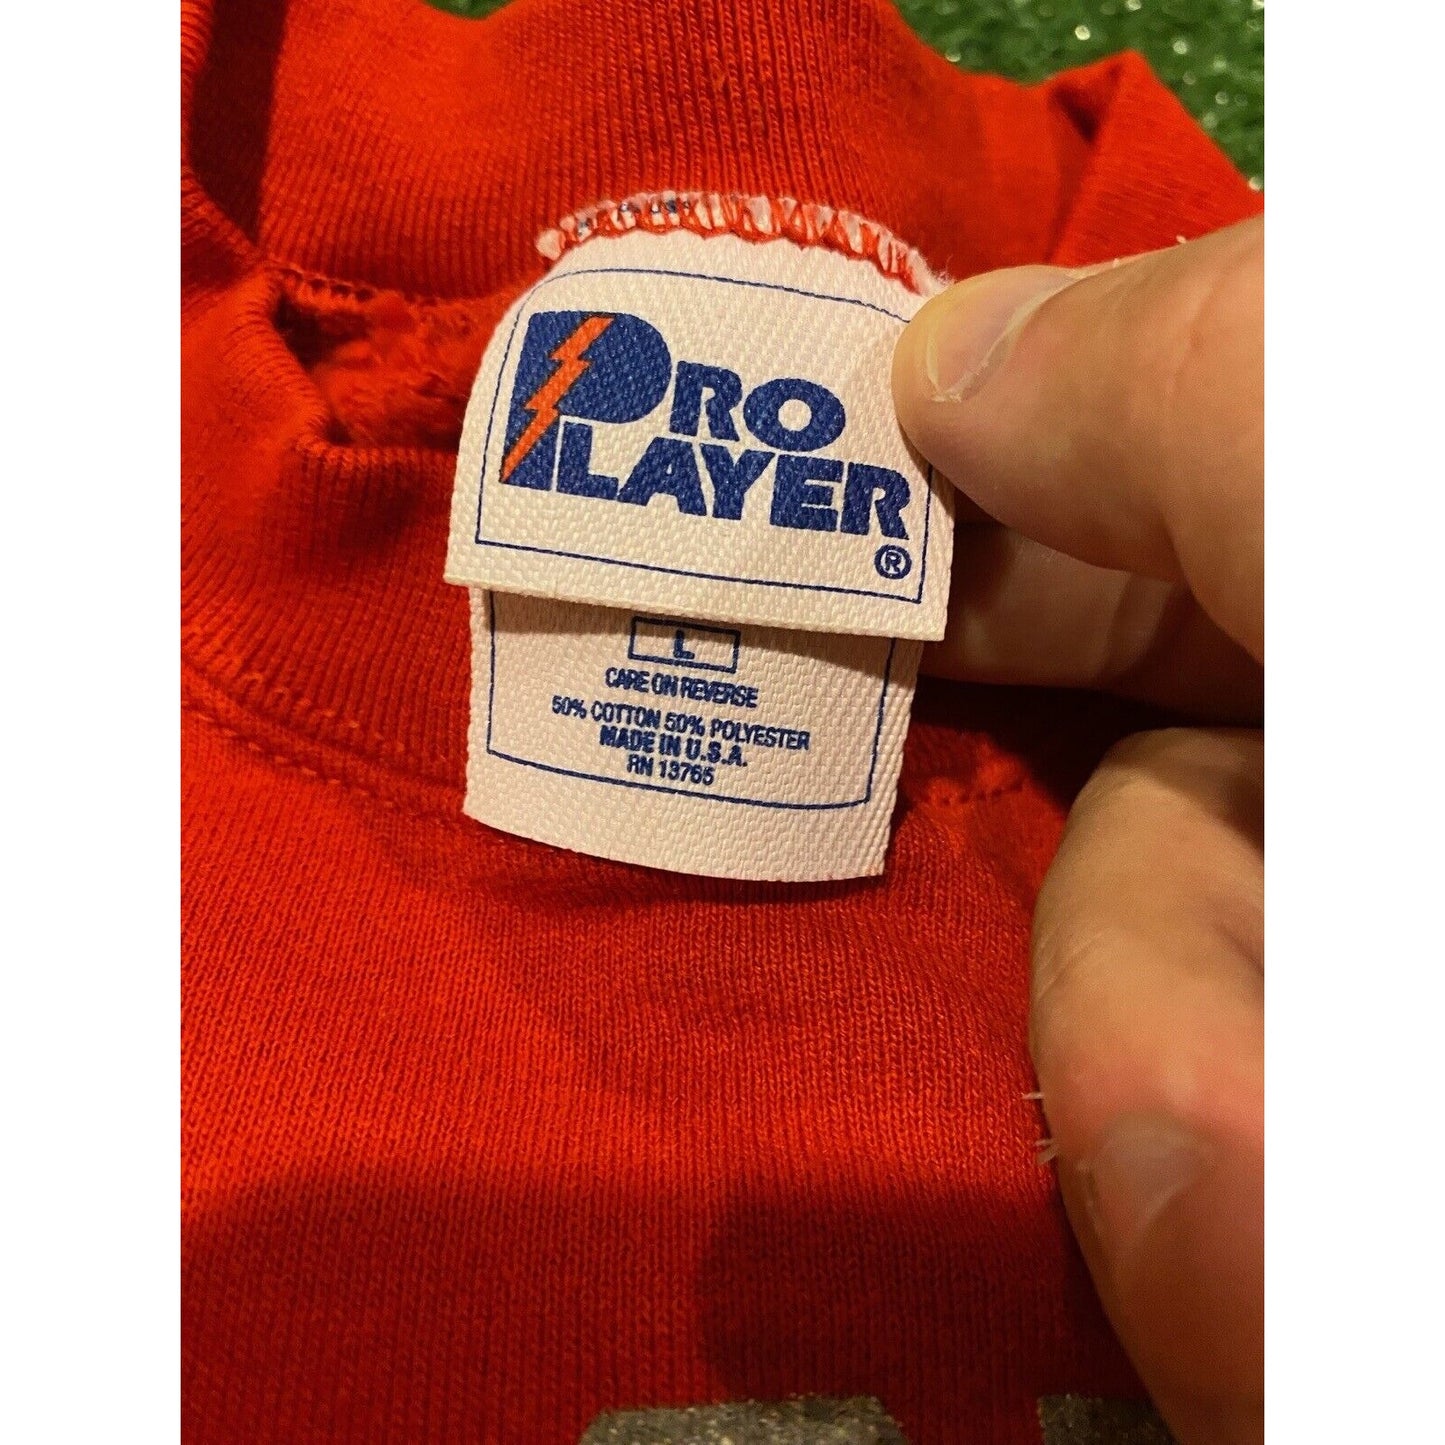 PRO
PLAYER
®
L
CARE ON REVERSE
50% COTTON 50% POLYESTER
MADE IN U.S.A.
RN 13765